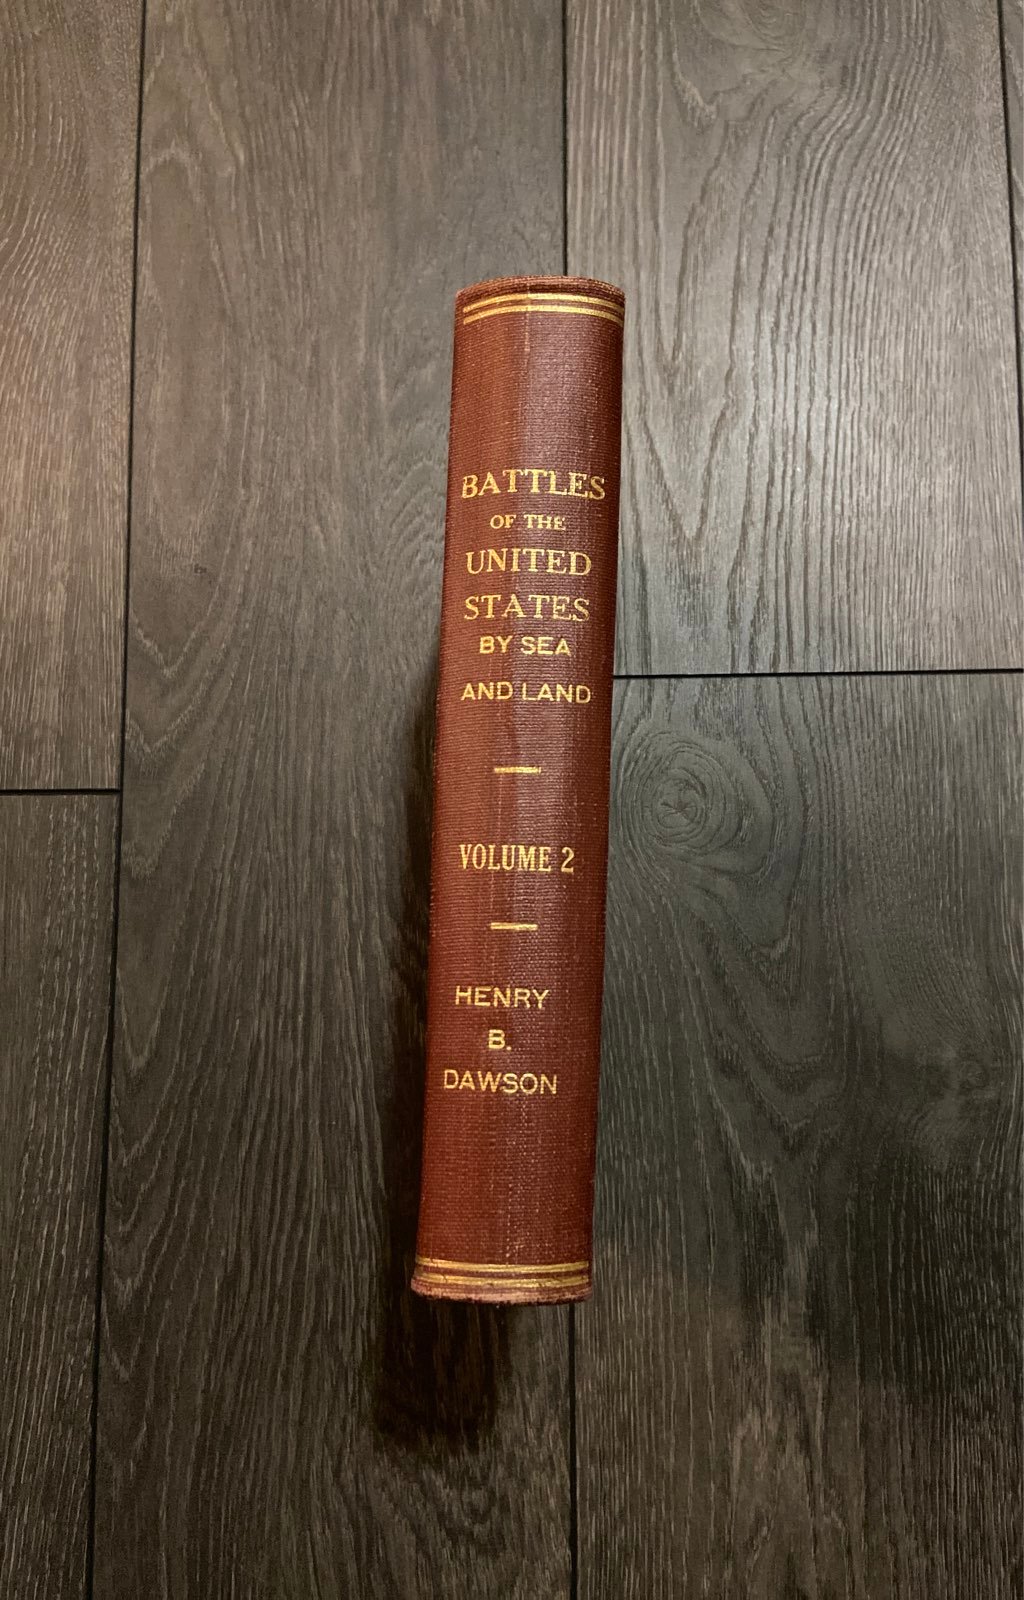 BATTLES
OF THE
UNITED
STATES
BY SEA
AND LAND
VOLUME 2
HENRY
B.
DAWSON